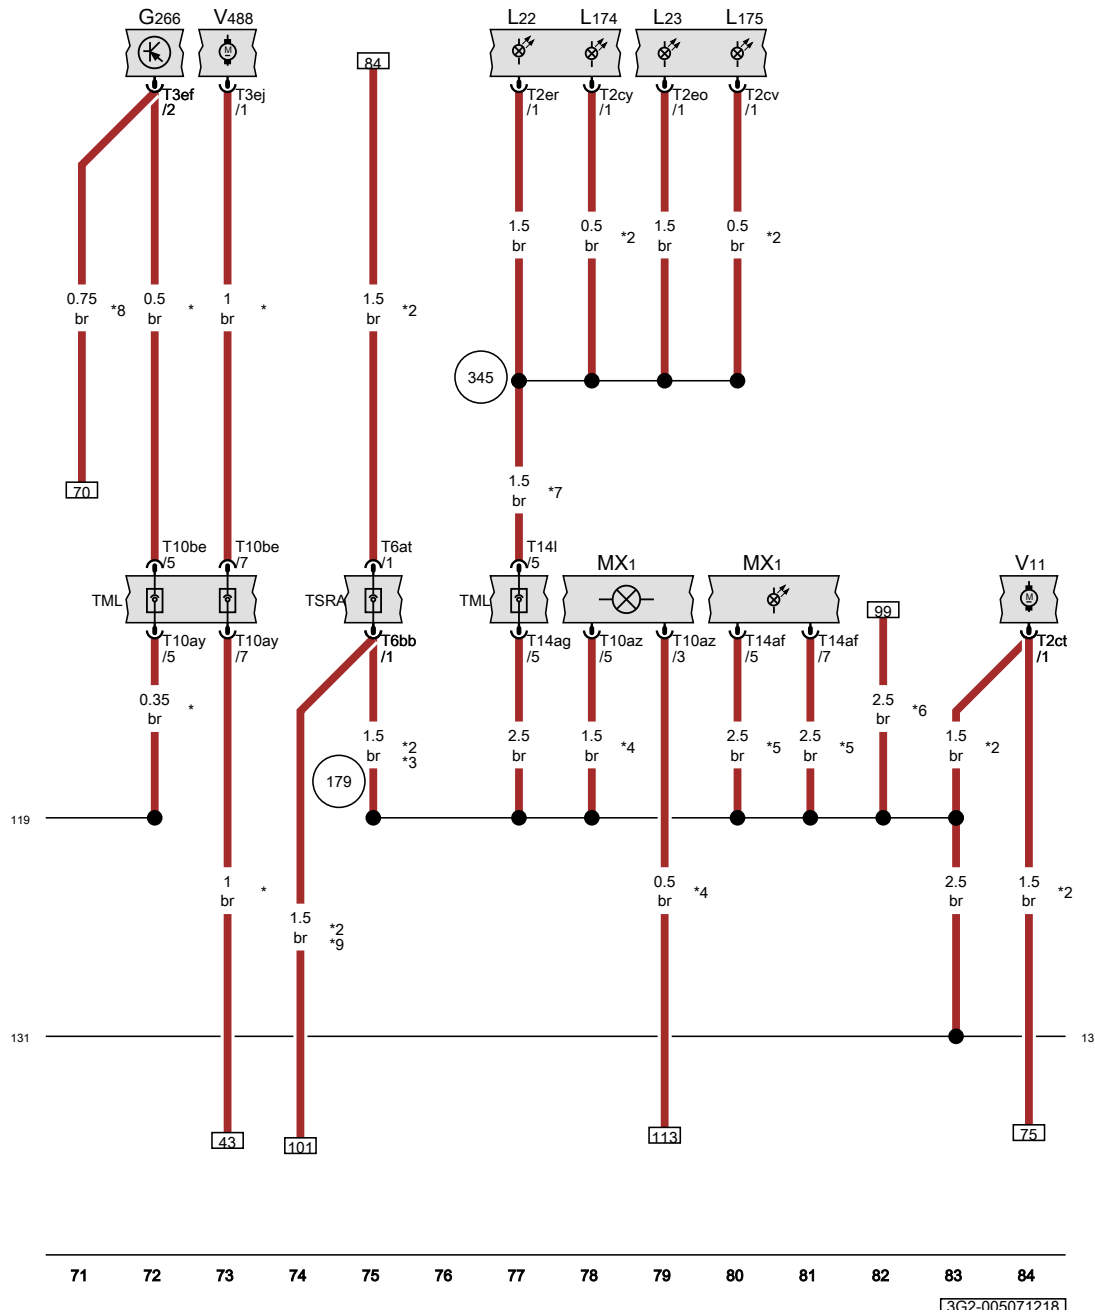 G266 V488 L22 L174 L23 L175
84
T3ef T3ej T2er T2cy T2eo T2cv
/2 /1 /1 /1 /1 /1
1.5 0.5 1.5 0.5
br br *2 br br *2
0.75 0.5 1 1.5
br *8 br * br * br *2
345
70
1.5
br *7
T10be T10be T6at T14l
/5 /7 /1 /5
MX1 MX1 V11
TML TSRA TML
99
T10ay T10ay T6bb T14ag T10az T10az T14af T14af T2ct
/5 /7 /1 /5 /5 /3 /5 /7 /1
0.35 2.5
br * br *6
1.5 2.5 1.5 2.5 2.5 1.5
br *2 br br *4 br *5 br *5 br *2
*3
179
119
1 0.5 2.5 1.5
br * br *4 br br *2
1.5
br *2
*9
131 13
43 101 113 75
71 72 73 74 75 76 77 78 79 80 81 82 83 84
3G2-005071218